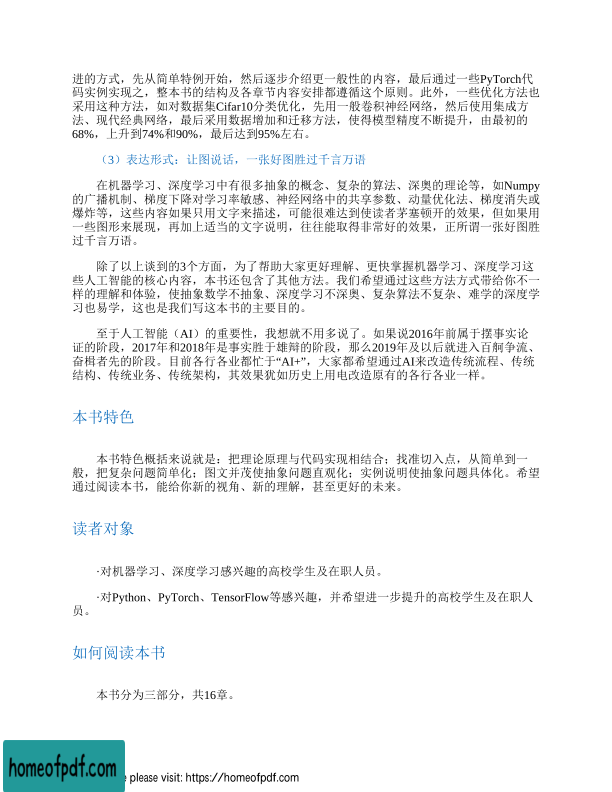 进的方式，先从简单特例开始，然后逐步介绍更一般性的内容，最后通过一些PyTorch代
码实例实现之，整本书的结构及各章节内容安排都遵循这个原则。此外，一些优化方法也
采用这种方法，如对数据集Cifar10分类优化，先用一般卷积神经网络，然后使用集成方
法、现代经典网络，最后采用数据增加和迁移方法，使得模型精度不断提升，由最初的
68%，上升到74%和90%，最后达到95%左右。
（3）表达形式：让图说话，一张好图胜过千言万语
在机器学习、深度学习中有很多抽象的概念、复杂的算法、深奥的理论等，如Numpy
的广播机制、梯度下降对学习率敏感、神经网络中的共享参数、动量优化法、梯度消失或
爆炸等，这些内容如果只用文字来描述，可能很难达到使读者茅塞顿开的效果，但如果用
一些图形来展现，再加上适当的文字说明，往往能取得非常好的效果，正所谓一张好图胜
过千言万语。
除了以上谈到的3个方面，为了帮助大家更好理解、更快掌握机器学习、深度学习这
些人工智能的核心内容，本书还包含了其他方法。我们希望通过这些方法方式带给你不一
样的理解和体验，使抽象数学不抽象、深度学习不深奥、复杂算法不复杂、难学的深度学
习也易学，这也是我们写这本书的主要目的。
至于人工智能（AI）的重要性，我想就不用多说了。如果说2016年前属于摆事实论
证的阶段，2017年和2018年是事实胜于雄辩的阶段，那么2019年及以后就进入百舸争流、
奋楫者先的阶段。目前各行各业都忙于“AI+”，大家都希望通过AI来改造传统流程、传统
结构、传统业务、传统架构，其效果犹如历史上用电改造原有的各行各业一样。
本书特色
本书特色概括来说就是：把理论原理与代码实现相结合；找准切入点，从简单到一
般，把复杂问题简单化；图文并茂使抽象问题直观化；实例说明使抽象问题具体化。希望
通过阅读本书，能给你新的视角、新的理解，甚至更好的未来。
读者对象
·对机器学习、深度学习感兴趣的高校学生及在职人员。
·对Python、PyTorch、TensorFlow等感兴趣，并希望进一步提升的高校学生及在职人
员。
如何阅读本书
本书分为三部分，共16章。
homeofpdf.com
please visit: https://homeofpdf.com